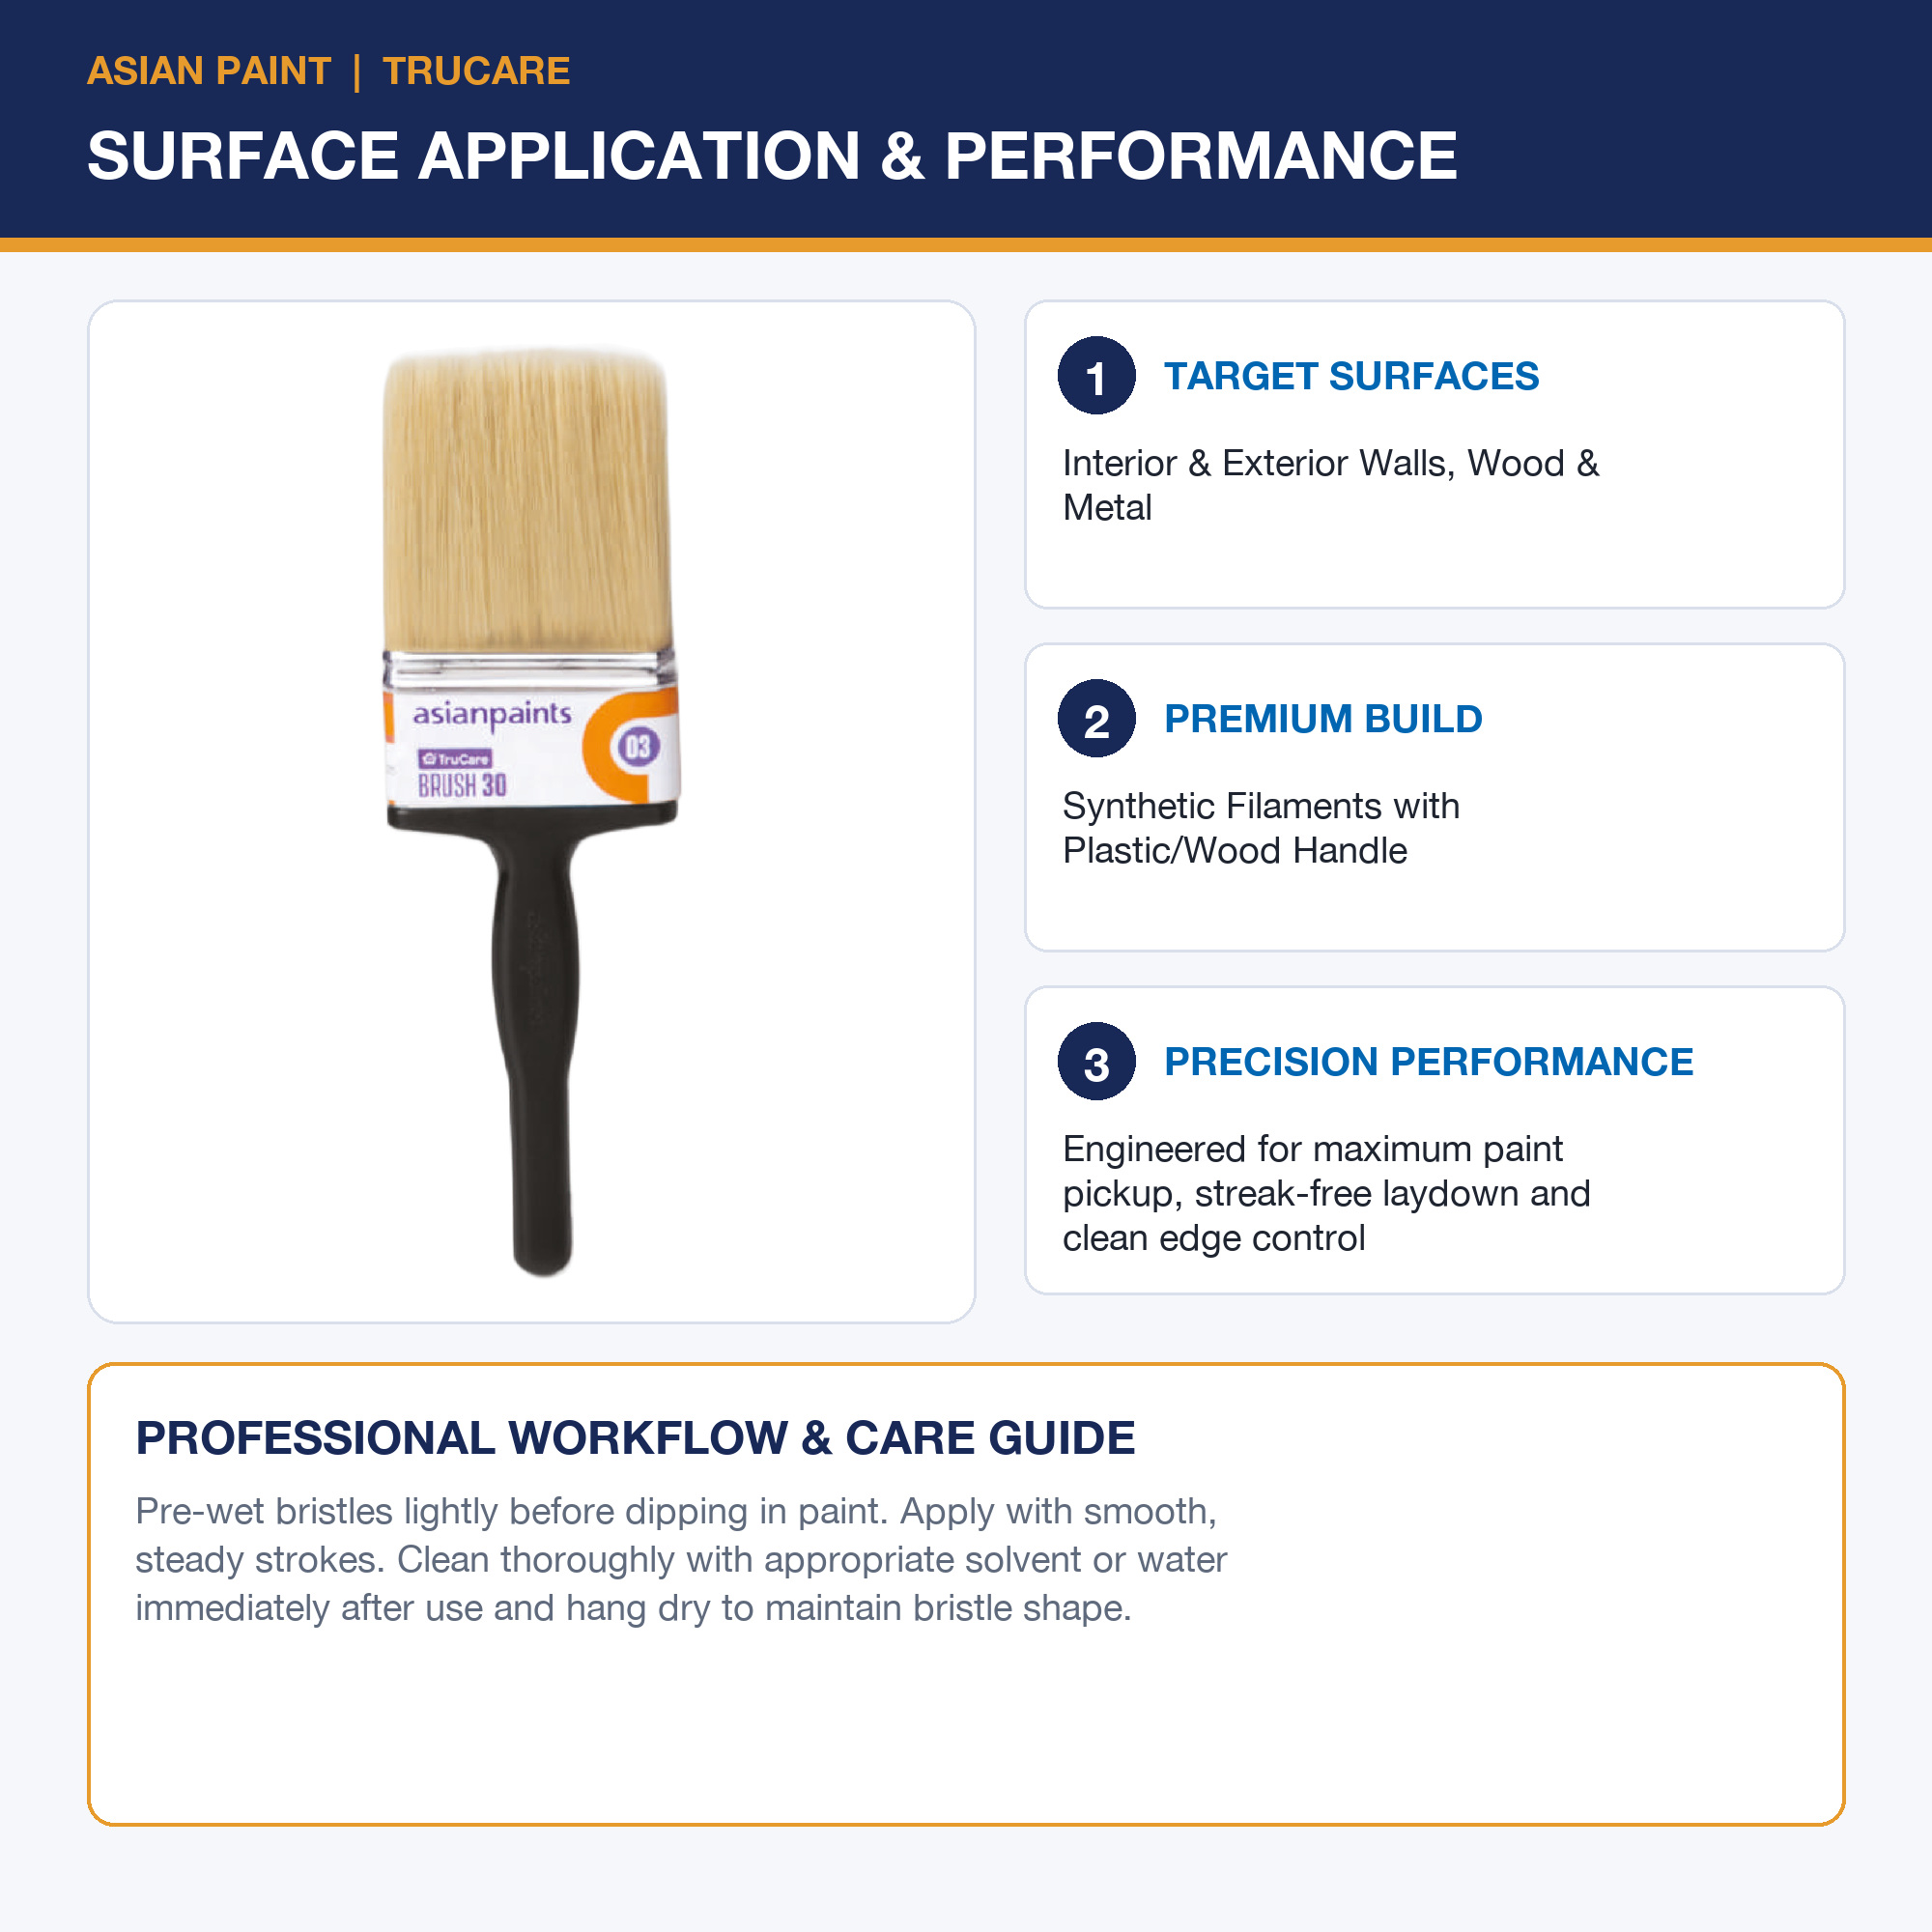 ASIAN PAINT | TRUCARE
SURFACE APPLICATION & PERFORMANCE
asianpaints
03
TruCare
BRUSH 30
1 TARGET SURFACES
Interior & Exterior Walls, Wood &
Metal
2 PREMIUM BUILD
Synthetic Filaments with
Plastic/Wood Handle
3 PRECISION PERFORMANCE
Engineered for maximum paint
pickup, streak-free laydown and
clean edge control
PROFESSIONAL WORKFLOW & CARE GUIDE
Pre-wet bristles lightly before dipping in paint. Apply with smooth,
steady strokes. Clean thoroughly with appropriate solvent or water
immediately after use and hang dry to maintain bristle shape.